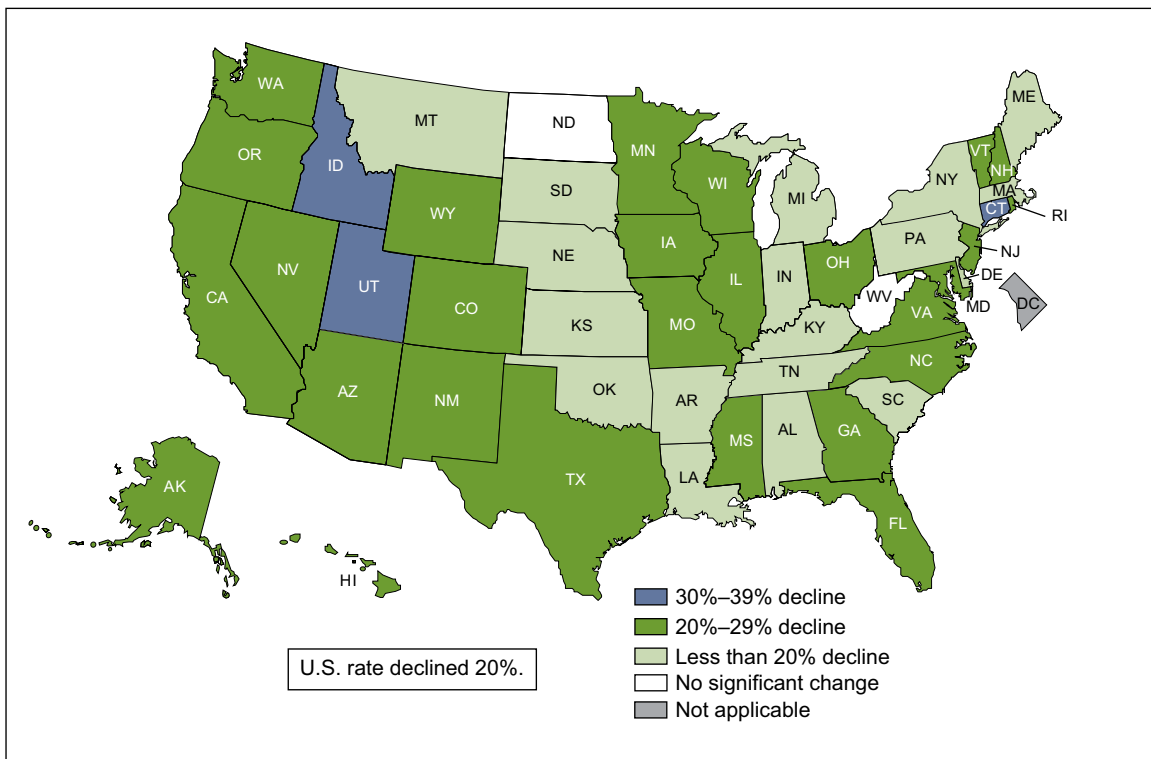 WA
MT
ND
MN
ME
OR
ID
SD
WI
MI
NY
VT
NH
MA
CT
RI
WY
IA
NE
PA
NJ
NV
UT
CO
IL
IN
OH
DE
MD
DC
CA
KS
MO
WV
VA
KY
NC
TN
AZ
NM
OK
AR
SC
MS
AL
GA
TX
LA
FL
AK
HI
30%–39% decline
20%–29% decline
Less than 20% decline
No significant change
Not applicable
U.S. rate declined 20%.